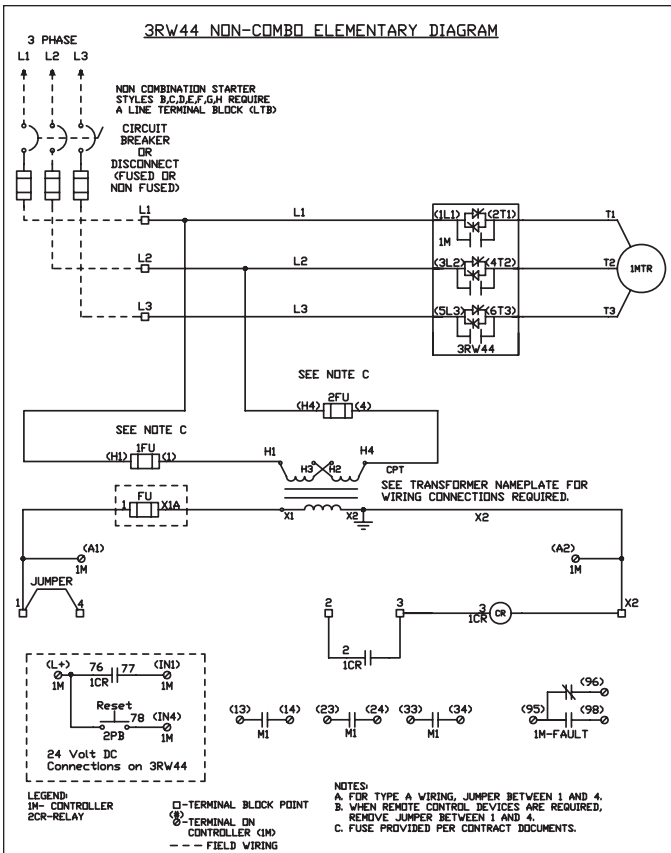 3RW44 NON-COMBO ELEMENTARY DIAGRAM
3 PHASE
L1 L2 L3
NON COMBINATION STARTER
STYLES B,C,D,E,F,G,H REQUIRE
A LINE TERMINAL BLOCK (LTB)
CIRCUIT
BREAKER
OR
DISCONNECT
(FUSED OR
NON FUSED)
L1 L1 (1L1) (2T1) T1
1M
L2 L2 (3L2) (4T2) T2 1MTR
L3 L3 (5L3) (6T3) T3
3RW44
SEE NOTE C
2FU
(H4) (4)
SEE NOTE C
1FU
(H1) (1) H1 H3 H2 H4
CPT
SEE TRANSFORMER NAMEPLATE FOR
WIRING CONNECTIONS REQUIRED.
FU
1 X1A X1 X2 X2
(A1) (A2)
1M 1M
JUMPER
1 4 2 3 3 CR X2
1CR
2
1CR
(L+) 76 77 (IN1)
1M 1CR 1M
Reset
78 (IN4)
2PB 1M
24 Volt DC
Connections on 3RW44
(13) (14) (23) (24) (33) (34) (95) (96) (98)
M1 M1 M1 1M-FAULT
LEGEND:
1M- CONTROLLER
2CR-RELAY
-TERMINAL BLOCK POINT
(#)
-TERMINAL ON
CONTROLLER (1M)
--- FIELD WIRING
NOTES:
A. FOR TYPE A WIRING, JUMPER BETWEEN 1 AND 4.
B. WHEN REMOTE CONTROL DEVICES ARE REQUIRED,
REMOVE JUMPER BETWEEN 1 AND 4.
C. FUSE PROVIDED PER CONTRACT DOCUMENTS.